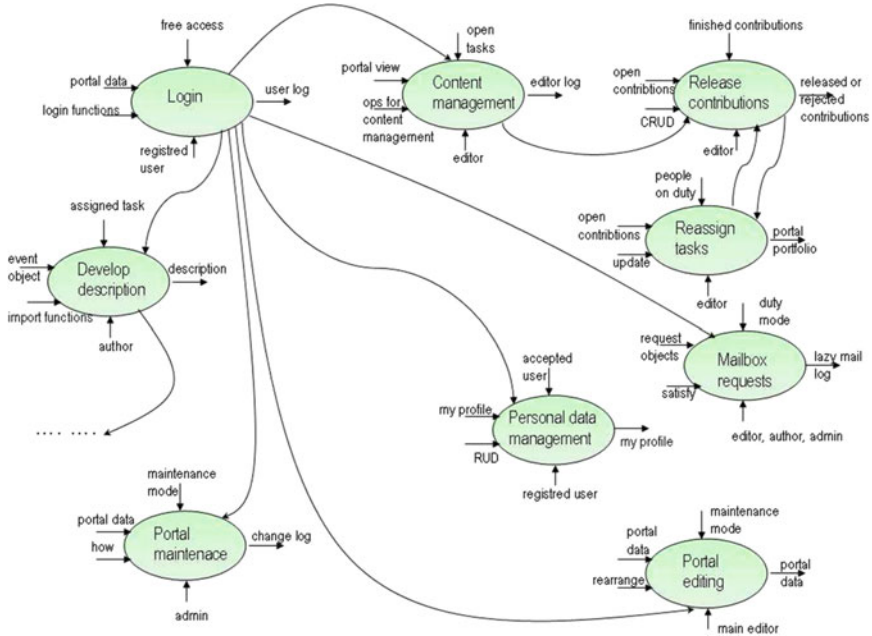 free access
portal data
login functions
Login
user log
registred
user
open
tasks
portal view
ops for
content
management
Content
management
editor log
editor
finished contributions
open
contribtions
CRUD
Release
contributions
released or
rejected
contributions
editor
people
on duty
open
contribtions
update
Reassign
tasks
portal
portfolio
editor
assigned task
event
object
import functions
Develop
description
description
author
.... ....
duty
mode
request
objects
satisfy
Mailbox
requests
lazy mail
log
editor, author, admin
accepted
user
my profile
RUD
Personal data
management
my profile
registred user
maintenance
mode
portal data
how
Portal
maintenace
change log
admin
maintenance
mode
portal
data
rearrange
Portal
editing
portal
data
main editor